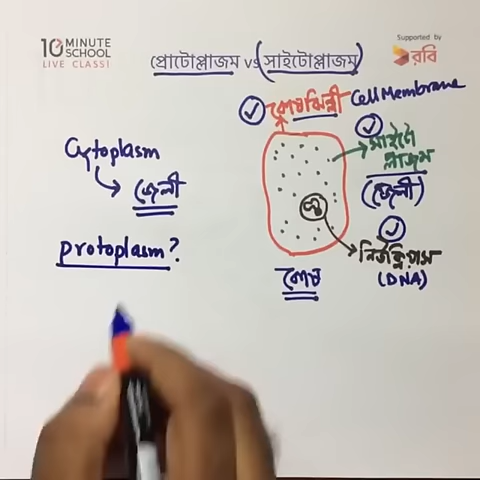 10 MINUTE SCHOOL
LIVE CLASS!
Supported by
রবি
প্রোটোপ্লাজম vs সাইটোপ্লাজম
কোষঝিল্লী Cell Membrane
Cytoplasm
জেলী
সাইটোপ্লাজম
(জেলী)
protoplasm?
নিউক্লিয়াস
(DNA)
কোষ